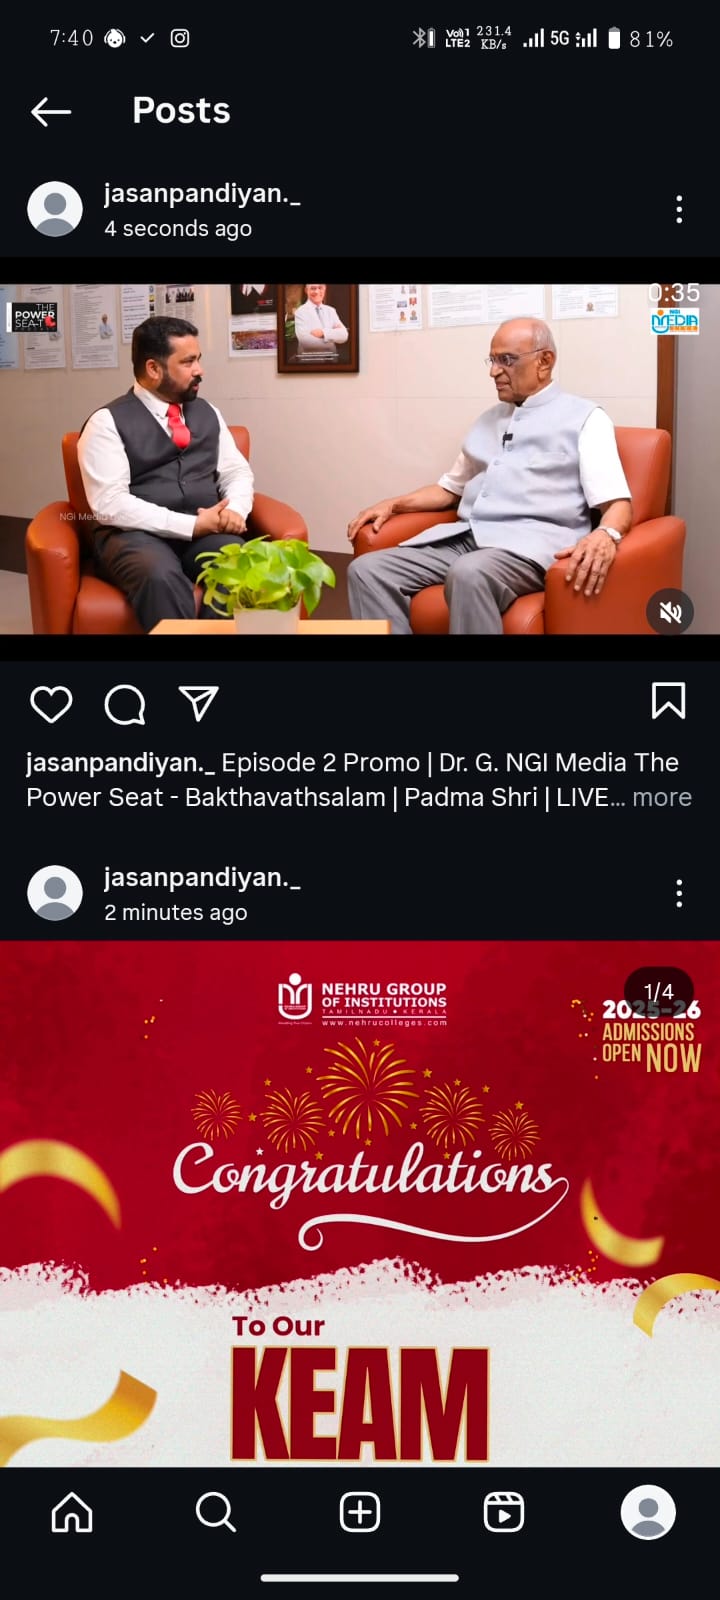 7:40
Vo)) 1
LTE2
231.4
KB/s
5G
81%
Posts
jasanpandiyan._
4 seconds ago
THE
POWER
SEAT
0:35
NGI
MEDIA
NGI Media
jasanpandiyan._ Episode 2 Promo | Dr. G. NGI Media The
Power Seat - Bakthavathsalam | Padma Shri | LIVE... more
jasanpandiyan._
2 minutes ago
1/4
NEHRU GROUP
OF INSTITUTIONS
TAMILNADU • KERALA
www.nehrucolleges.com
2025-26
ADMISSIONS
OPEN NOW
Congratulations
To Our
KEAM